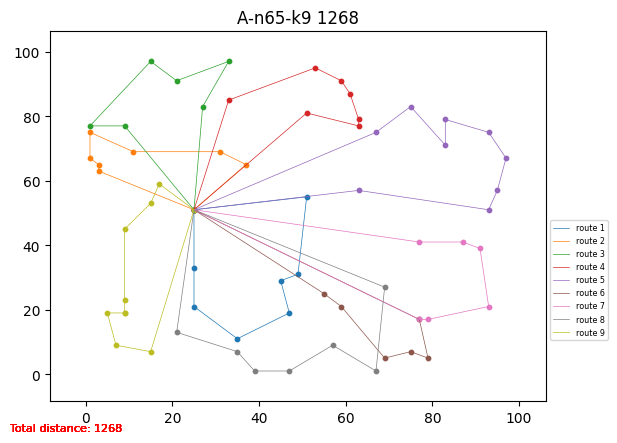 A-n65-k9 1268
100
80
60
40
20
0
0 20 40 60 80 100
route 1
route 2
route 3
route 4
route 5
route 6
route 7
route 8
route 9
Total distance: 1268